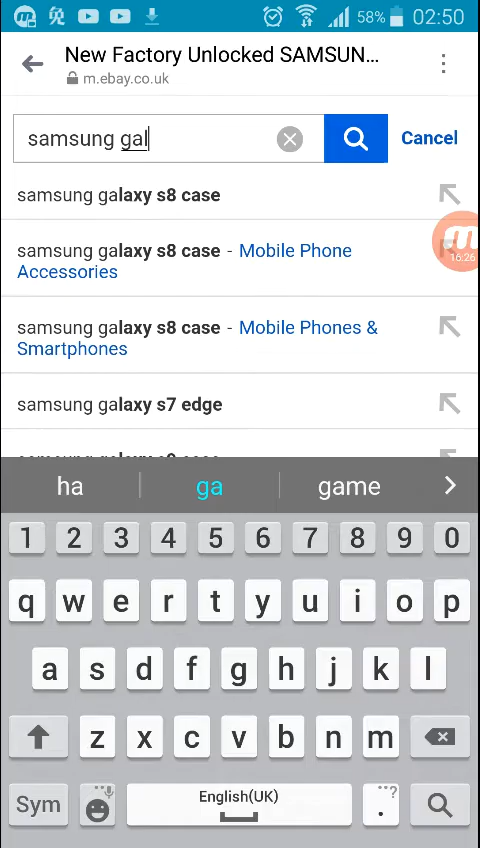 免 58% 02:50
New Factory Unlocked SAMSUN...
m.ebay.co.uk
samsung gal
Cancel
samsung galaxy s8 case
16:26
samsung galaxy s8 case - Mobile Phone
Accessories
samsung galaxy s8 case - Mobile Phones &
Smartphones
samsung galaxy s7 edge
ha ga game
1 2 3 4 5 6 7 8 9 0
q w e r t y u i o p
a s d f g h j k l
z x c v b n m
Sym English(UK) . ?